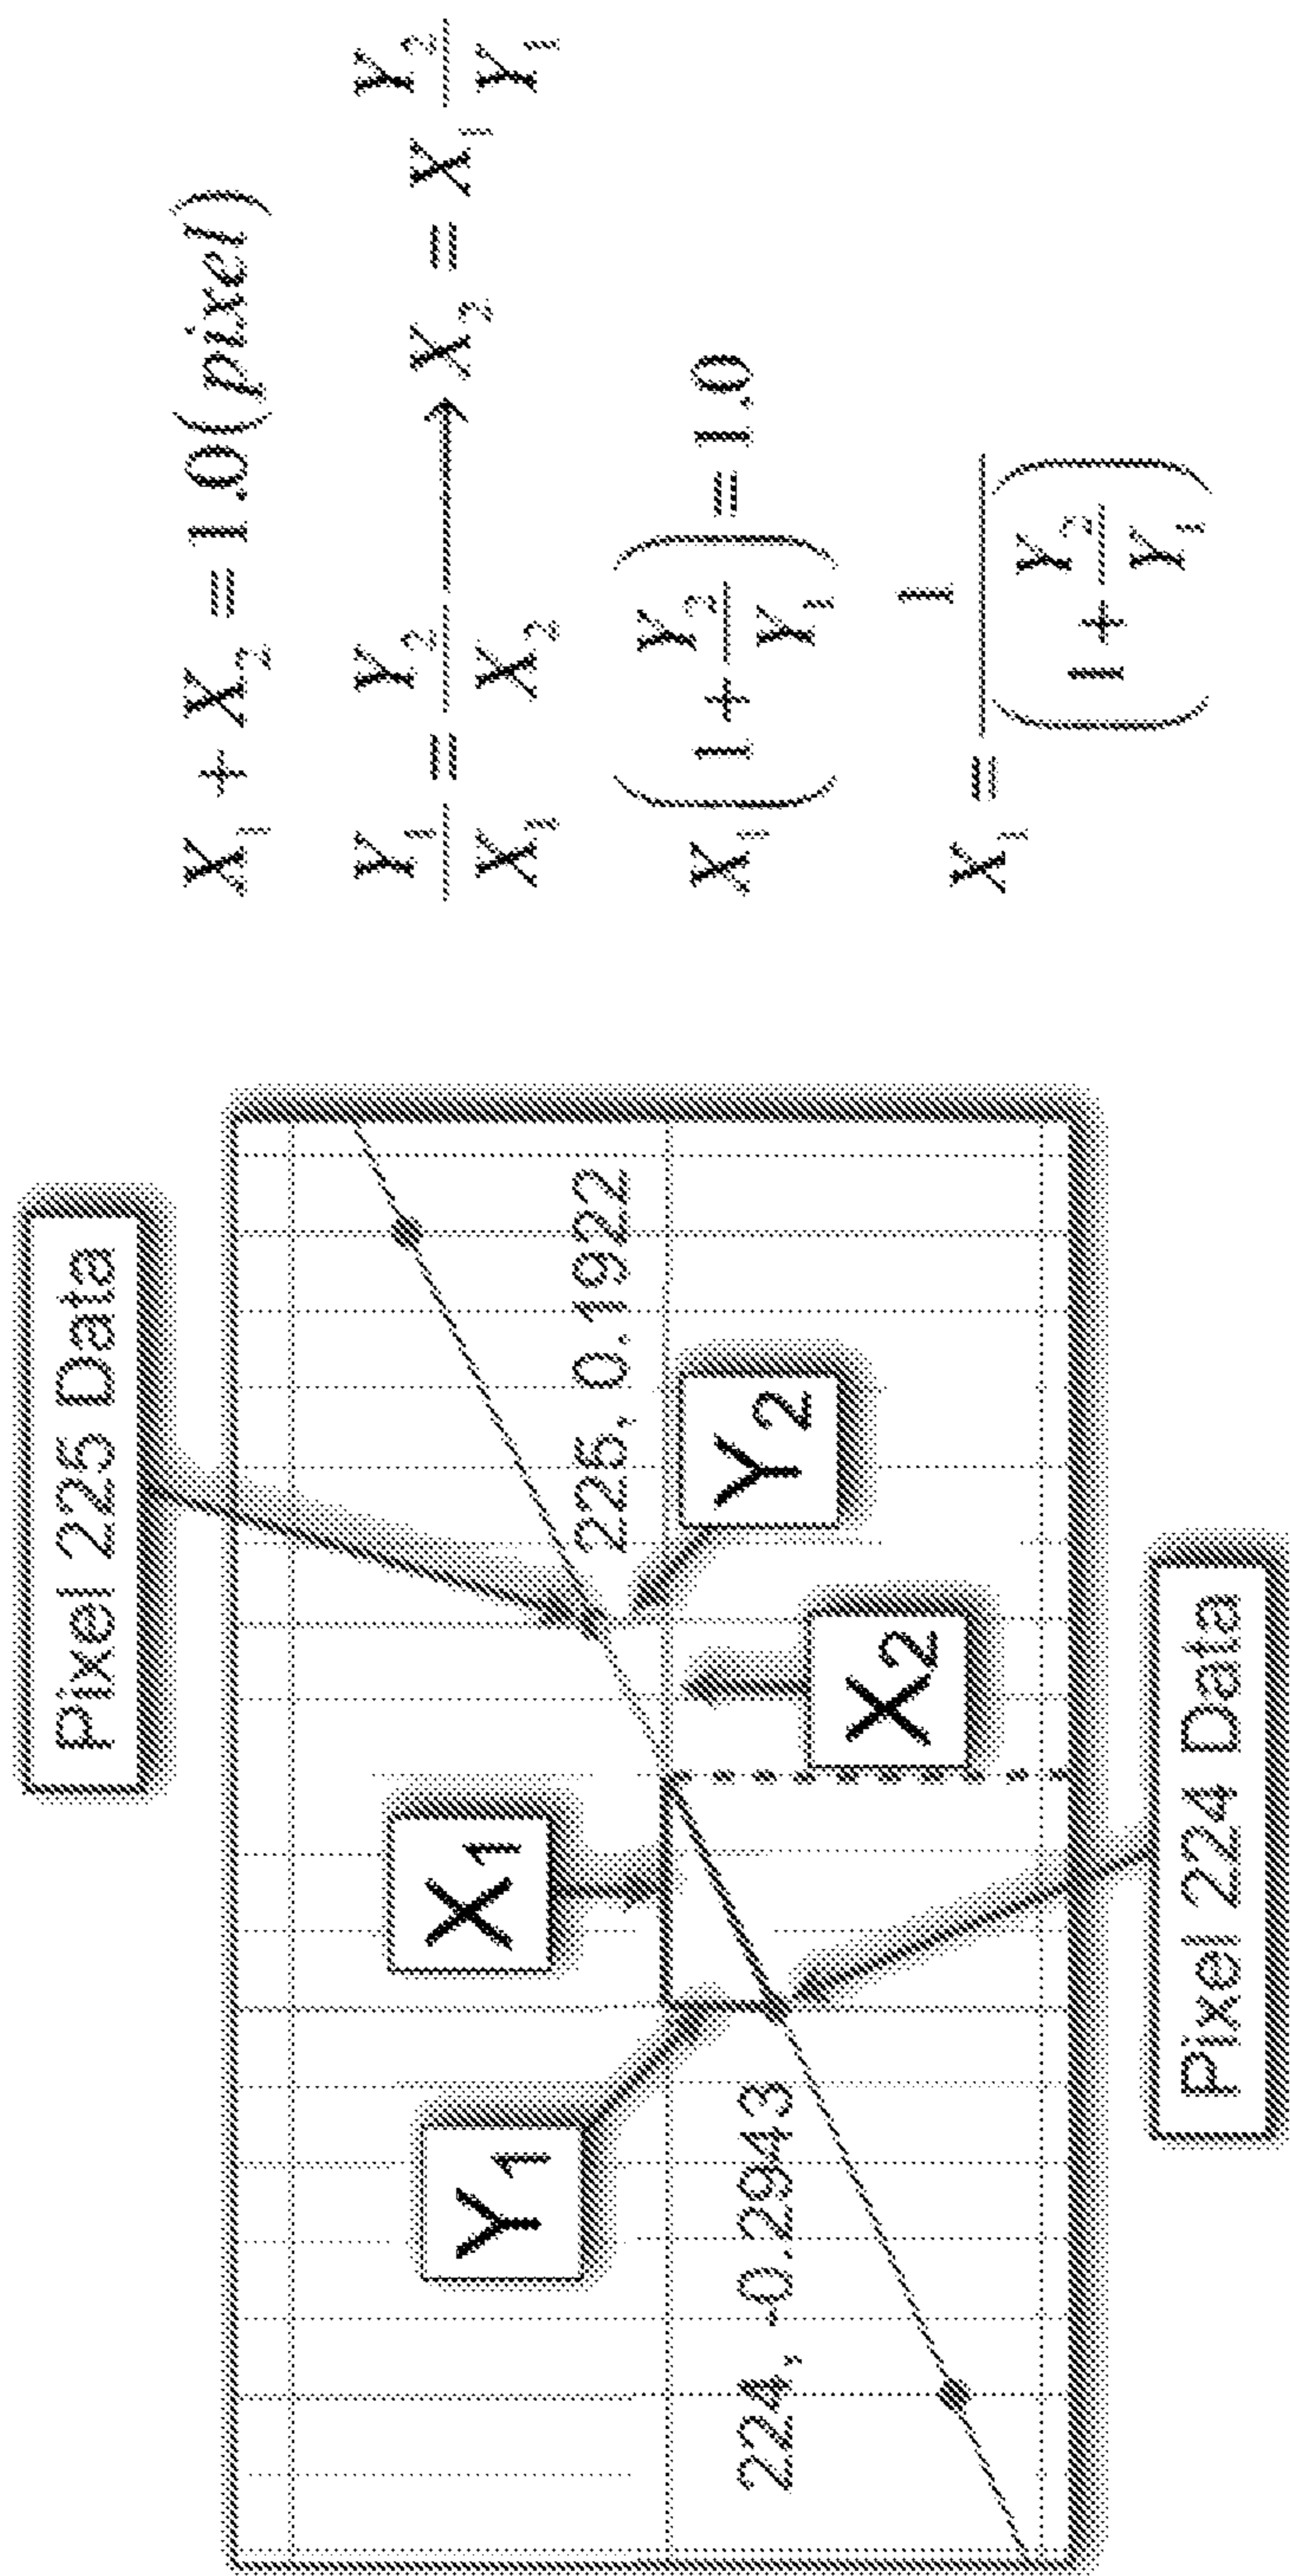 Pixel 225 Data
X₁
Y₁
225, 0.1922
Y₂
224, -0.2943
X₂
Pixel 224 Data
X₁ + X₂ = 1.0(pixel)
Y₁/X₁ = Y₂/X₂ → X₂ = X₁ Y₂/Y₁
X₁(1 + Y₂/Y₁) = 1.0
X₁ = 1/(1 + Y₂/Y₁)